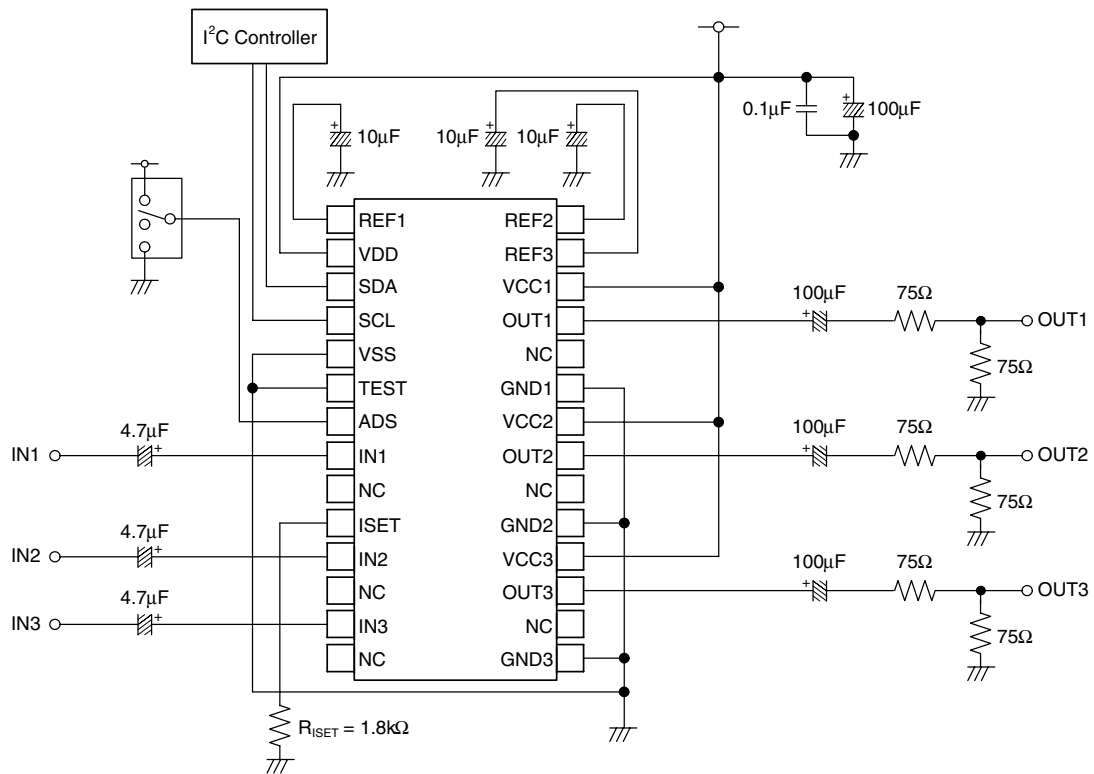 I²C Controller
0.1μF
100μF
10μF
10μF
10μF
REF1
VDD
SDA
SCL
VSS
TEST
ADS
IN1
NC
ISET
IN2
NC
IN3
NC
REF2
REF3
VCC1
OUT1
NC
GND1
VCC2
OUT2
NC
GND2
VCC3
OUT3
NC
GND3
IN1
4.7μF
IN2
4.7μF
IN3
4.7μF
100μF
75Ω
OUT1
75Ω
100μF
75Ω
OUT2
75Ω
100μF
75Ω
OUT3
75Ω
R_ISET = 1.8kΩ
+
+
+
+
+
+
+
+
+
+